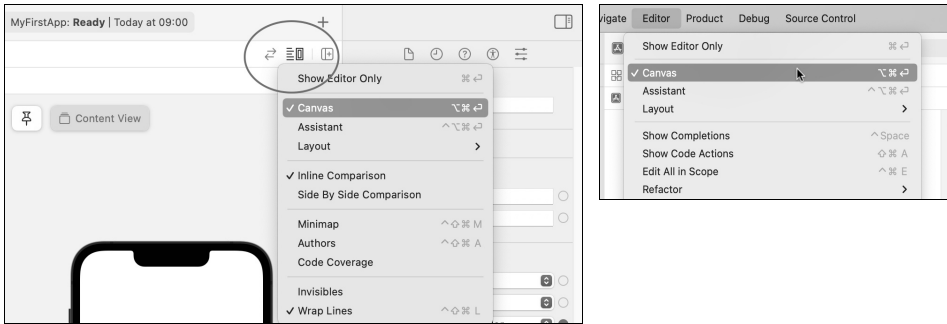 MyFirstApp: Ready | Today at 09:00
Content View
Show Editor Only ⌘⏎
✓ Canvas ⌥⌘⏎
Assistant ^⌥⌘⏎
Layout >
✓ Inline Comparison
Side By Side Comparison
Minimap ^⇧⌘M
Authors ^⇧⌘A
Code Coverage
Invisibles
✓ Wrap Lines ^⇧⌘L
Editor Product Debug Source Control
Show Editor Only ⌘⏎
✓ Canvas ⌥⌘⏎
Assistant ^⌥⌘⏎
Layout >
Show Completions ^Space
Show Code Actions ⇧⌘A
Edit All in Scope ^⌘E
Refactor >